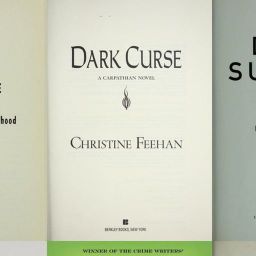 DARK CURSE
A CARPATHIAN NOVEL
CHRISTINE FEEHAN
B
BERKLEY BOOKS, NEW YORK
WINNER OF THE CRIME WRITERS'
E
hood
SU